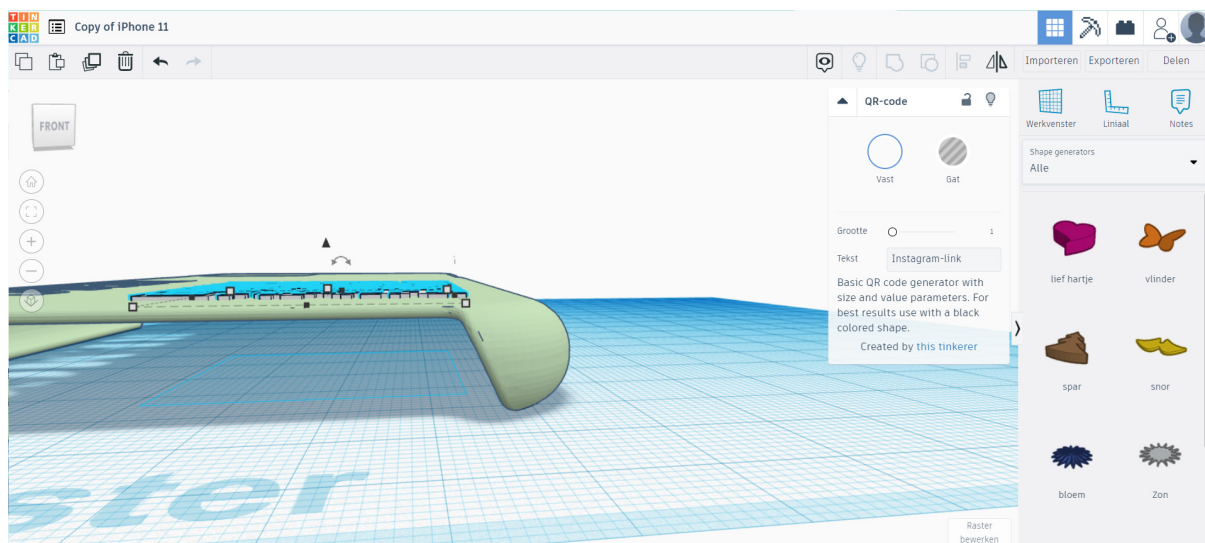 TIN
KER
CAD
Copy of iPhone 11
Importeren
Exporteren
Delen
FRONT
QR-code
Vast
Gat
Grootte
1
Tekst
Instagram-link
Basic QR code generator with
size and value parameters. For
best results use with a black
colored shape.
Created by this tinkerer
Werkvenster
Liniaal
Notes
Shape generators
Alle
lief hartje
vlinder
spar
snor
bloem
Zon
ster
Raster
bewerken